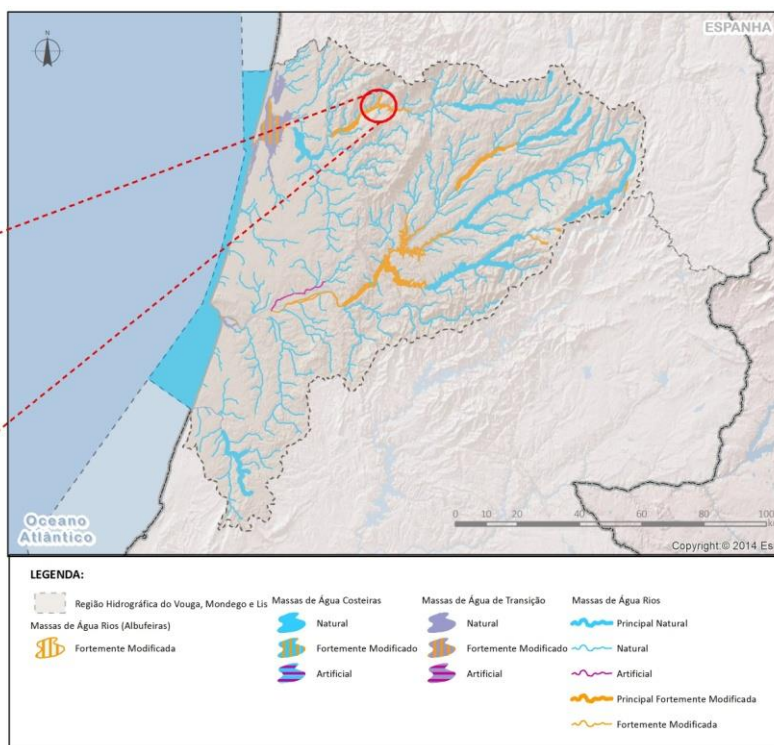 N
ESPANHA
Oceano
Atlântico
0 10 20 40 60 80 100
Copyright:© 2014 Es
LEGENDA:
Região Hidrográfica do Vouga, Mondego e Lis
Massas de Água Rios (Albufeiras)
Fortemente Modificada
Massas de Água Costeiras
Natural
Fortemente Modificado
Artificial
Massas de Água de Transição
Natural
Fortemente Modificado
Artificial
Massas de Água Rios
Principal Natural
Natural
Artificial
Principal Fortemente Modificada
Fortemente Modificada